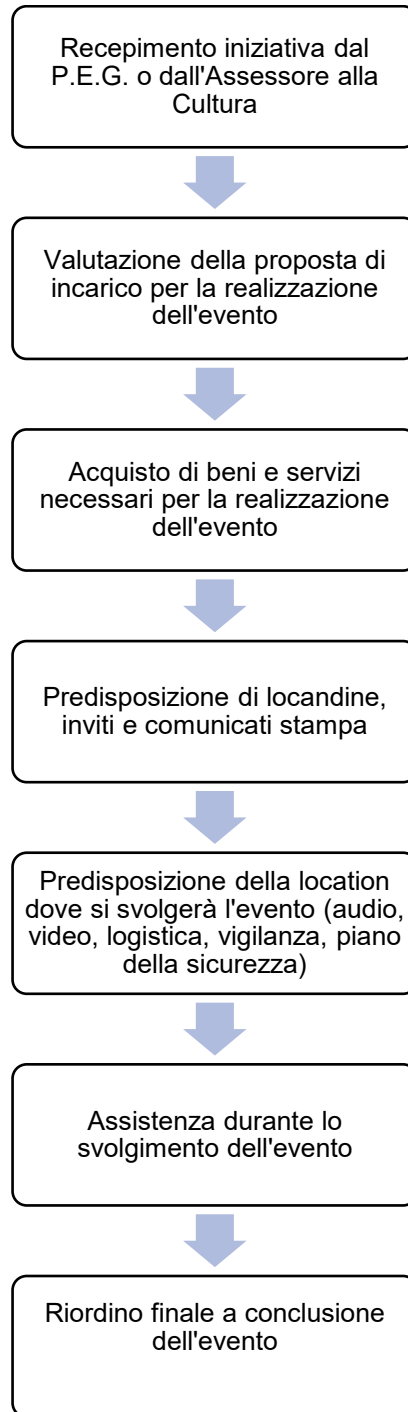 Recepimento iniziativa dal
P.E.G. o dall'Assessore alla
Cultura
Valutazione della proposta di
incarico per la realizzazione
dell'evento
Acquisto di beni e servizi
necessari per la realizzazione
dell'evento
Predisposizione di locandine,
inviti e comunicati stampa
Predisposizione della location
dove si svolgerà l'evento (audio,
video, logistica, vigilanza, piano
della sicurezza)
Assistenza durante lo
svolgimento dell'evento
Riordino finale a conclusione
dell'evento